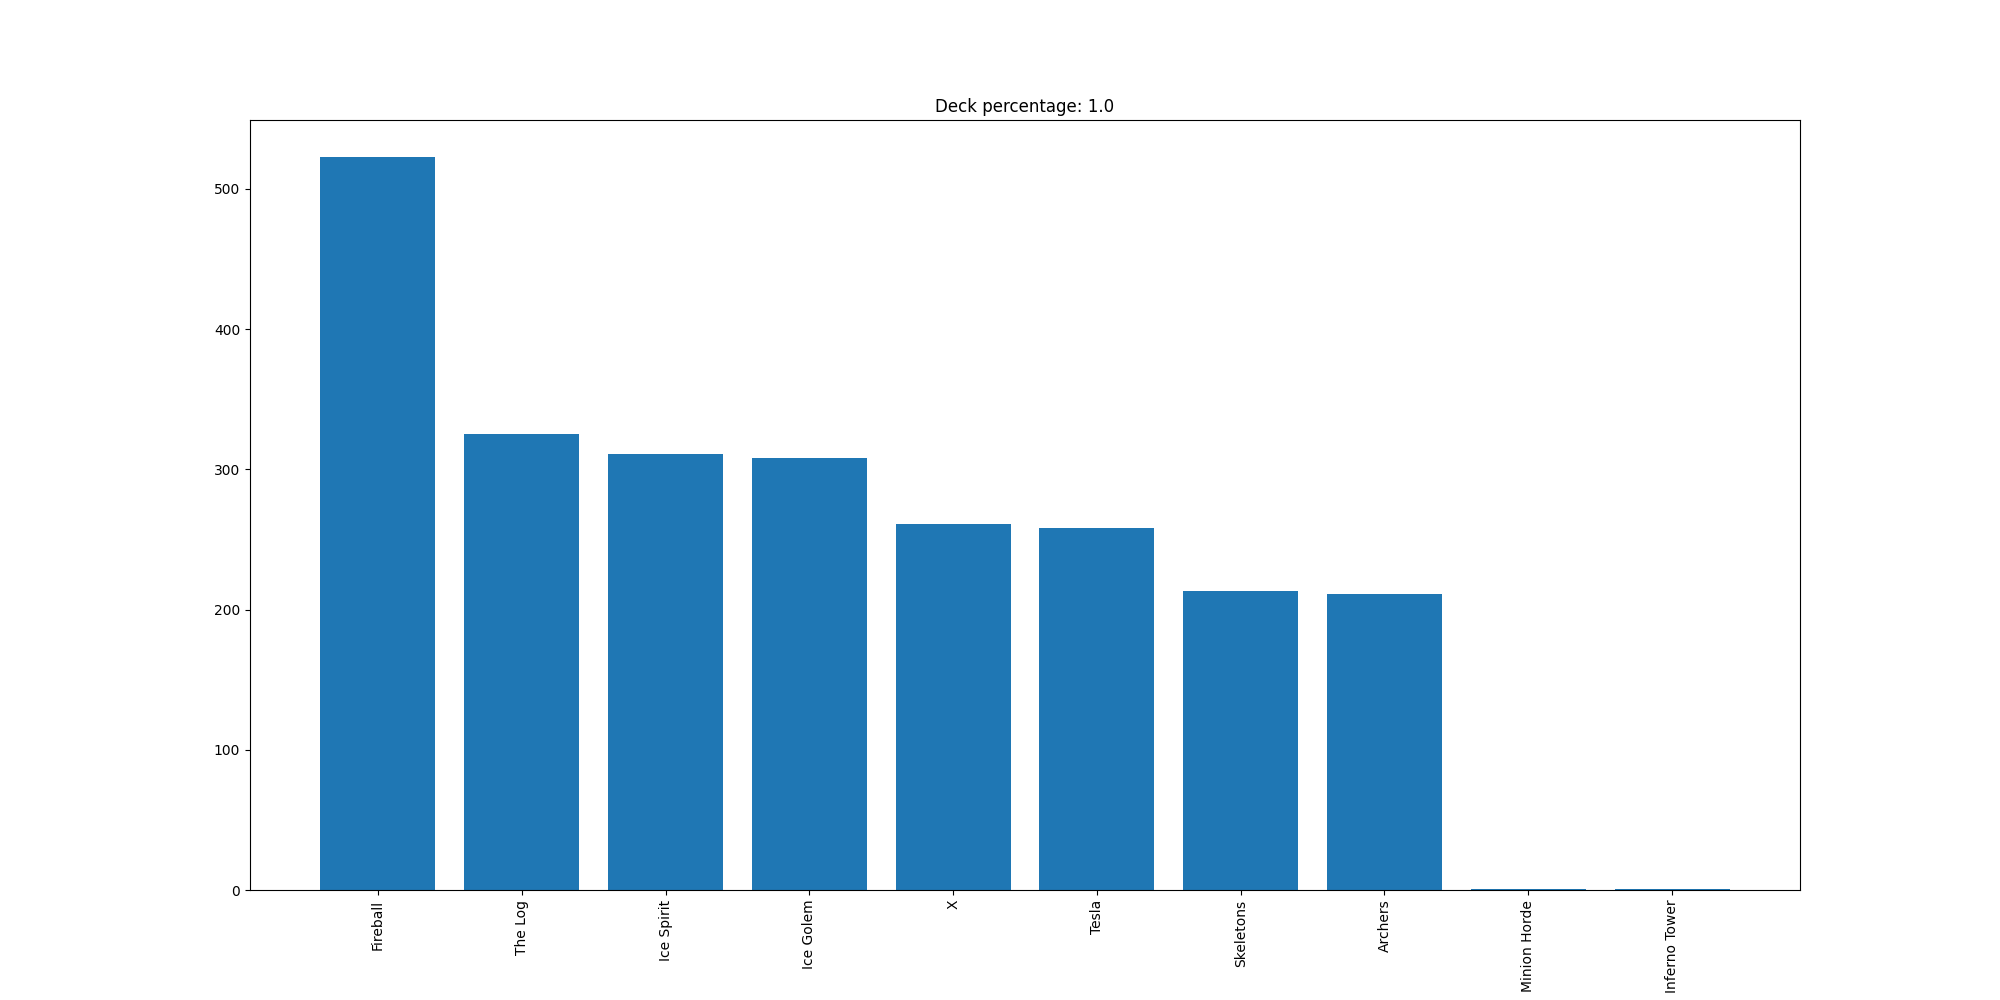 Deck percentage: 1.0
500
400
300
200
100
0
Fireball
The Log
Ice Spirit
Ice Golem
X
Tesla
Skeletons
Archers
Minion Horde
Inferno Tower